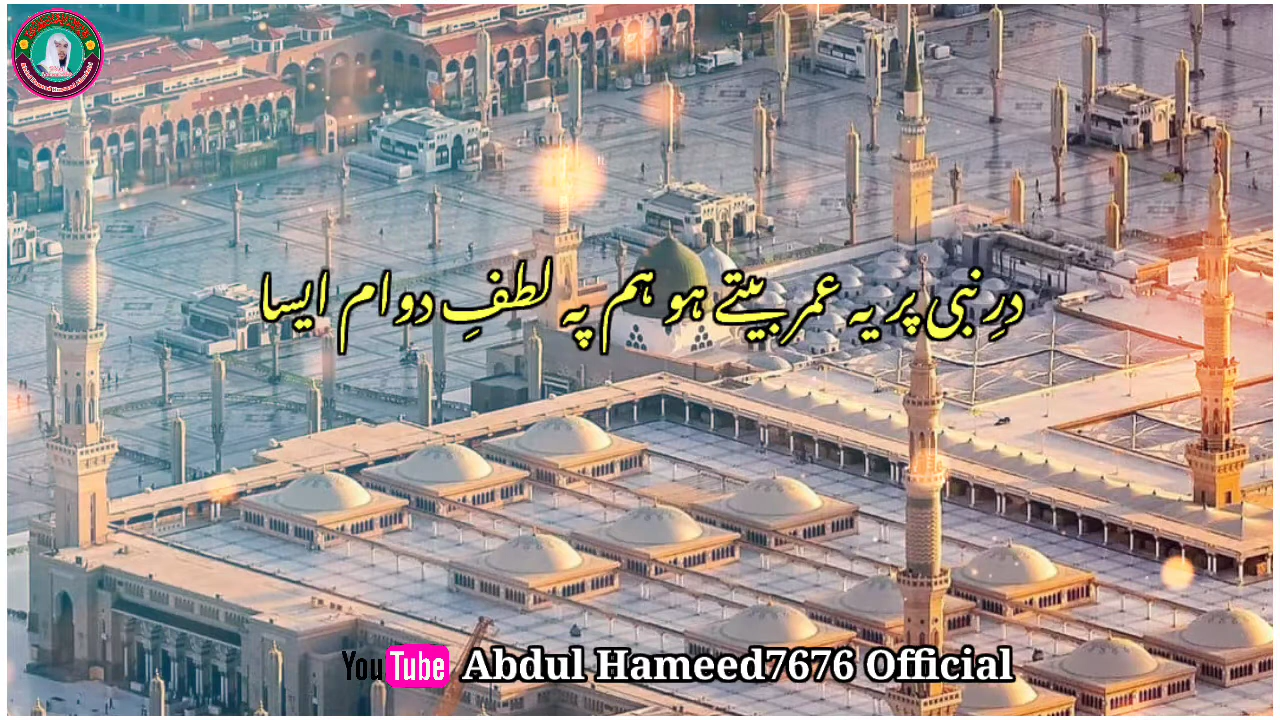 درِ نبی پر یہ عمر بیتے ہو ہم پہ لطفِ دوام ایسا
YouTube Abdul Hameed7676 Official